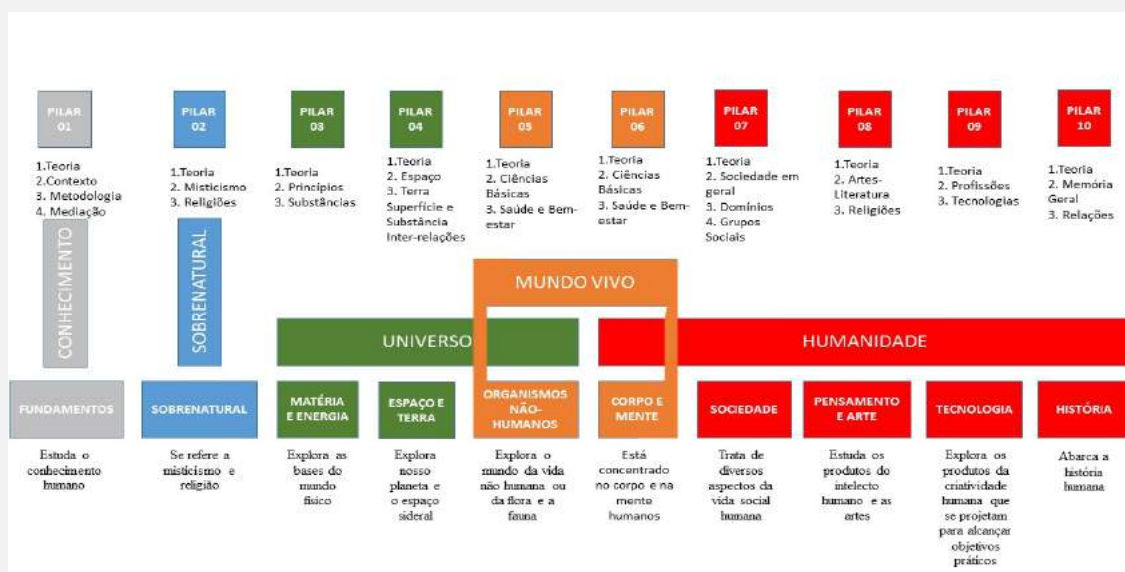 PILAR
01
PILAR
02
PILAR
03
PILAR
04
PILAR
05
PILAR
06
PILAR
07
PILAR
08
PILAR
09
PILAR
10
1.Teoria
2.Contexto
3. Metodologia
4. Mediação
1.Teoria
2. Misticismo
3. Religiões
1.Teoria
2. Princípios
3. Substâncias
1.Teoria
2. Espaço
3. Terra
Superfície e
Substância
Inter-relações
1.Teoria
2. Ciências
Básicas
3. Saúde e Bem-
estar
1.Teoria
2. Ciências
Básicas
3. Saúde e Bem-
estar
1.Teoria
2. Sociedade em
geral
3. Domínios
4. Grupos
Sociais
1.Teoria
2. Artes-
Literatura
3. Religiões
1.Teoria
2. Profissões
3. Tecnologias
1.Teoria
2. Memória
Geral
3. Relações
CONHECIMENTO
SOBRENATURAL
MUNDO VIVO
UNIVERSO
HUMANIDADE
FUNDAMENTOS
SOBRENATURAL
MATÉRIA
E ENERGIA
ESPAÇO E
TERRA
ORGANISMOS
NÃO-
HUMANOS
CORPO E
MENTE
SOCIEDADE
PENSAMENTO
E ARTE
TECNOLOGIA
HISTÓRIA
Estuda o
conhecimento
humano
Se refere a
misticismo e
religião
Explora as
bases do
mundo
físico
Explora
nosso
planeta e
o espaço
sideral
Explora o
mundo da vida
não humana ou
da flora e a
fauna
Está
concentrado
no corpo e na
mente
humanos
Trata de
diversos
aspectos da
vida social
humana
Estuda os
produtos do
intelecto
humano e as
artes
Explora os
produtos da
criatividade
humana que
se projetam
para alcançar
objetivos
práticos
Abarca a
história
humana